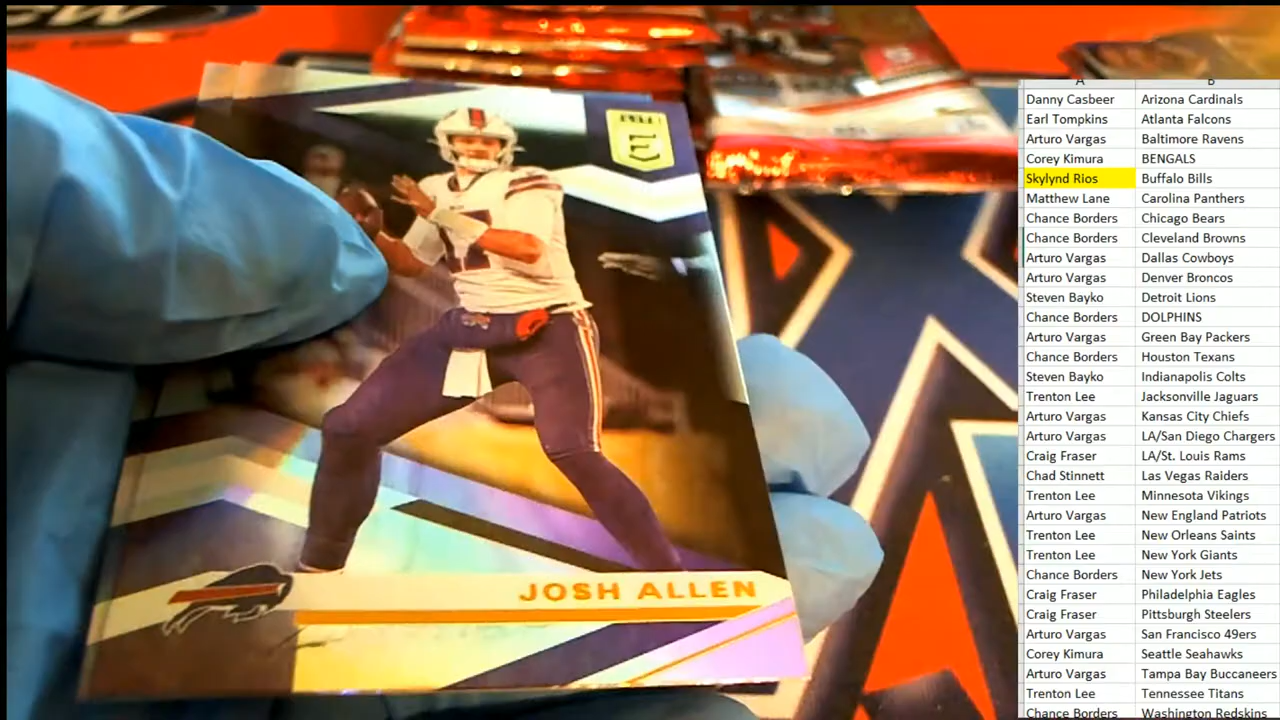 A B
Danny Casbeer Arizona Cardinals
Earl Tompkins Atlanta Falcons
Arturo Vargas Baltimore Ravens
Corey Kimura BENGALS
Skylynd Rios Buffalo Bills
Matthew Lane Carolina Panthers
Chance Borders Chicago Bears
Chance Borders Cleveland Browns
Arturo Vargas Dallas Cowboys
Arturo Vargas Denver Broncos
Steven Bayko Detroit Lions
Chance Borders DOLPHINS
Arturo Vargas Green Bay Packers
Chance Borders Houston Texans
Steven Bayko Indianapolis Colts
Trenton Lee Jacksonville Jaguars
Arturo Vargas Kansas City Chiefs
Arturo Vargas LA/San Diego Chargers
Craig Fraser LA/St. Louis Rams
Chad Stinnett Las Vegas Raiders
Trenton Lee Minnesota Vikings
Arturo Vargas New England Patriots
Trenton Lee New Orleans Saints
Trenton Lee New York Giants
Chance Borders New York Jets
Craig Fraser Philadelphia Eagles
Craig Fraser Pittsburgh Steelers
Arturo Vargas San Francisco 49ers
Corey Kimura Seattle Seahawks
Arturo Vargas Tampa Bay Buccaneers
Trenton Lee Tennessee Titans
Chance Borders Washington Redskins
E
17
JOSH ALLEN